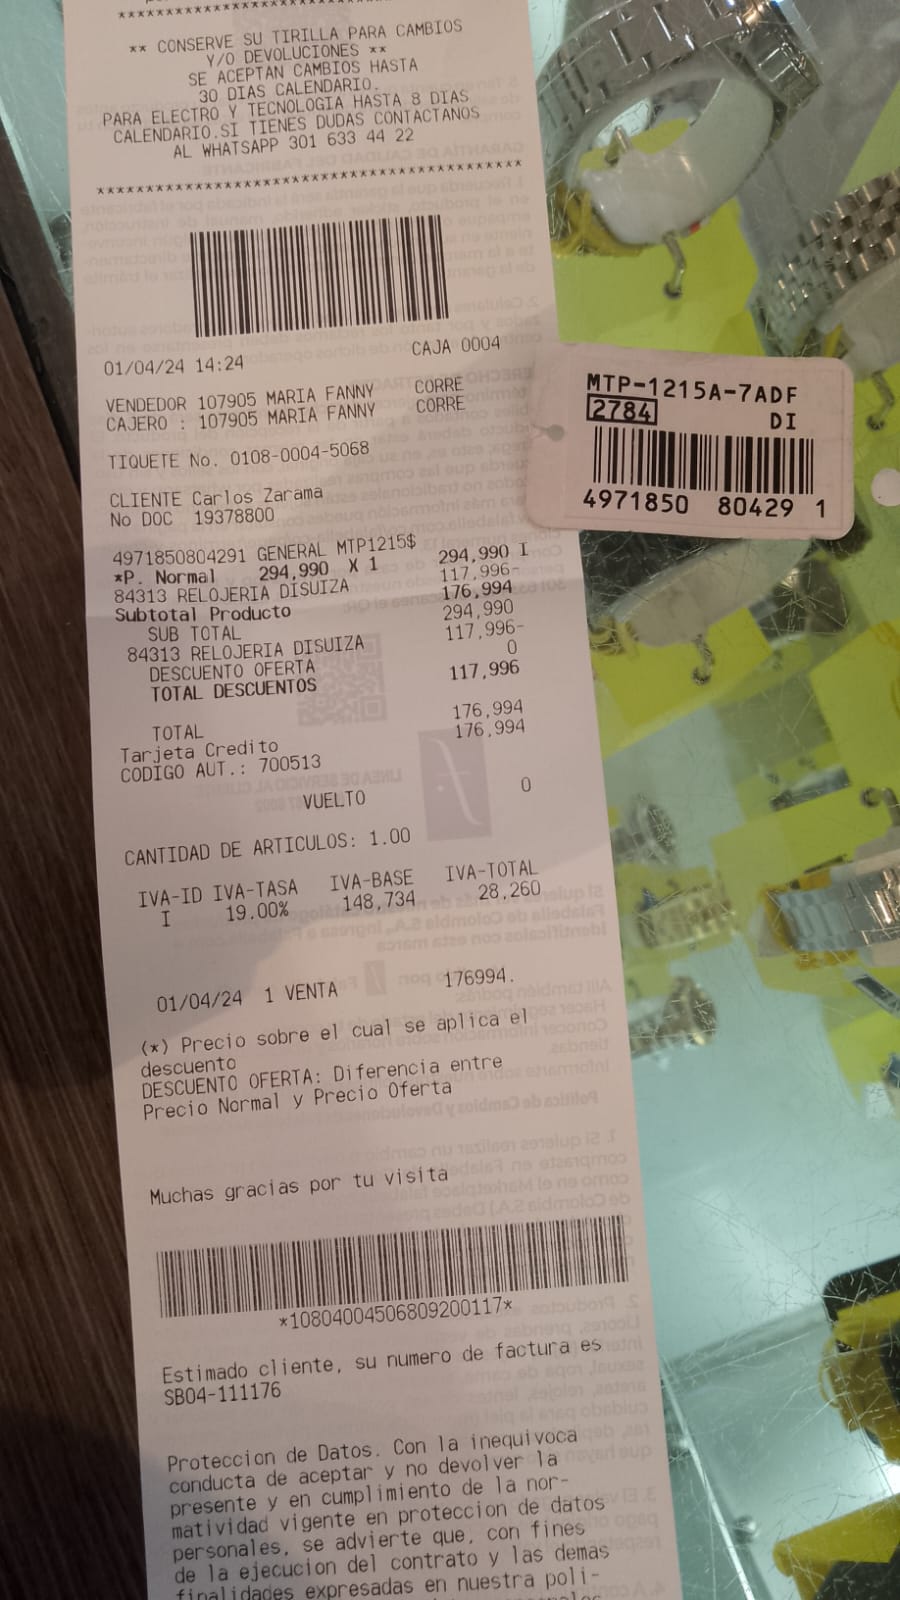 ** CONSERVE SU TIRILLA PARA CAMBIOS
Y/O DEVOLUCIONES **
SE ACEPTAN CAMBIOS HASTA
30 DIAS CALENDARIO.
PARA ELECTRO Y TECNOLOGIA HASTA 8 DIAS
CALENDARIO.SI TIENES DUDAS CONTACTANOS
AL WHATSAPP 301 633 44 22
****************************************
01/04/24 14:24 CAJA 0004
VENDEDOR 107905 MARIA FANNY CORRE
CAJERO : 107905 MARIA FANNY CORRE
TIQUETE No. 0108-0004-5068
CLIENTE Carlos Zarama
No DOC 19378800
4971850804291 GENERAL MTP1215$
*P. Normal 294,990 X 1 294,990 I
84313 RELOJERIA DISUIZA 117,996-
Subtotal Producto 176,994
SUB TOTAL 294,990
84313 RELOJERIA DISUIZA 117,996-
DESCUENTO OFERTA 0
TOTAL DESCUENTOS 117,996
TOTAL 176,994
Tarjeta Credito 176,994
CODIGO AUT.: 700513
VUELTO 0
CANTIDAD DE ARTICULOS: 1.00
IVA-ID IVA-TASA IVA-BASE IVA-TOTAL
I 19.00% 148,734 28,260
01/04/24 1 VENTA 176994.
(*) Precio sobre el cual se aplica el
descuento
DESCUENTO OFERTA: Diferencia entre
Precio Normal y Precio Oferta
Muchas gracias por tu visita
*10804004506809200117*
Estimado cliente, su numero de factura es
SB04-111176
Proteccion de Datos. Con la inequivoca
conducta de aceptar y no devolver la
presente y en cumplimiento de la nor-
matividad vigente en proteccion de datos
personales, se advierte que, con fines
de la ejecucion del contrato y las demas
finalidades expresadas en nuestra poli-
MTP-1215A-7ADF
2784 DI
4971850 80429 1